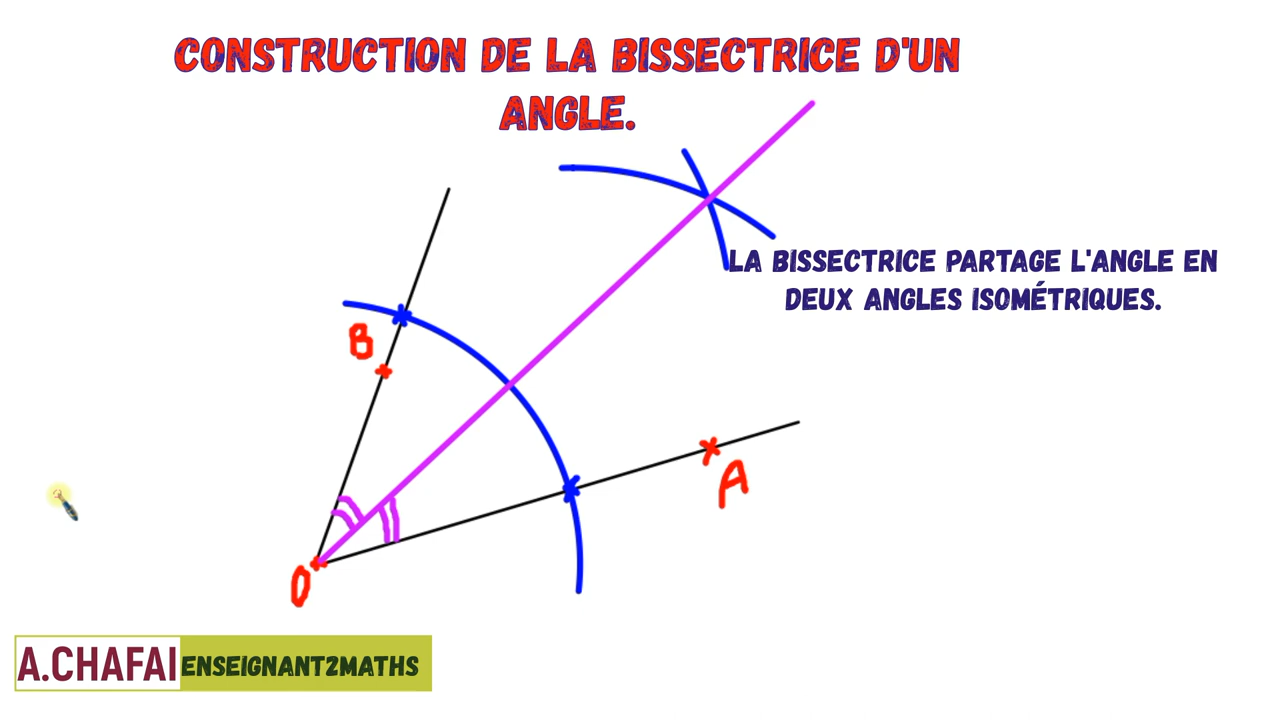 CONSTRUCTION DE LA BISSECTRICE D'UN
ANGLE.
LA BISSECTRICE PARTAGE L'ANGLE EN
DEUX ANGLES ISOMÉTRIQUES.
B
A
O
A.CHAFAI ENSEIGNANT2MATHS